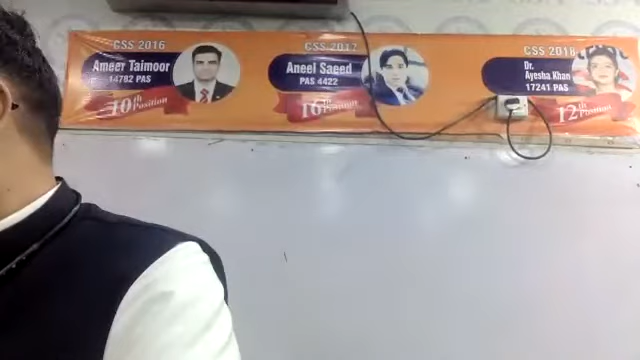 CSS 2016
Ameer Taimoor
14782 PAS
10th Position
CSS 2017
Aneel Saeed
PAS 4422
16th Position
CSS 2018
Dr.
Ayesha Khan
17241 PAS
12th Position